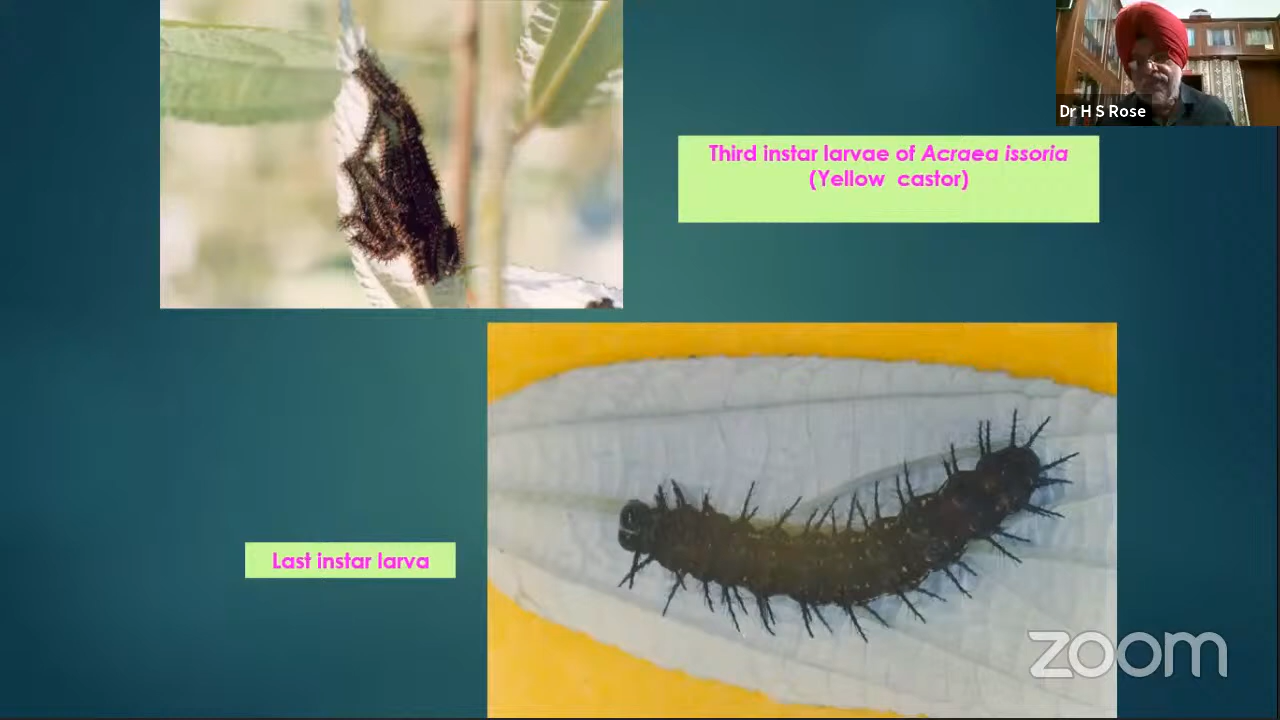 Dr H S Rose
Third instar larvae of Acraea issoria
(Yellow castor)
Last instar larva
zoom